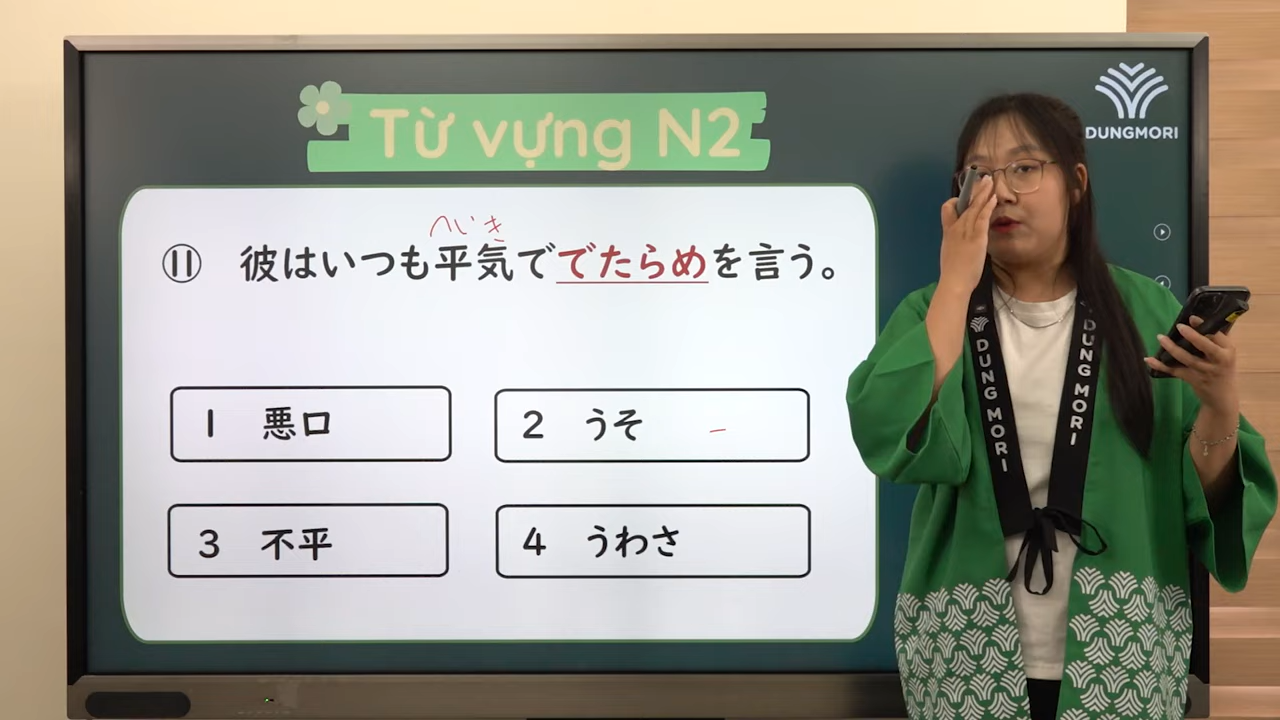 Từ vựng N2
DUNGMORI
へいき
⑪ 彼はいつも平気ででたらめを言う。
1 悪口
2 うそ
3 不平
4 うわさ
DUNG MORI
DUNG MORI